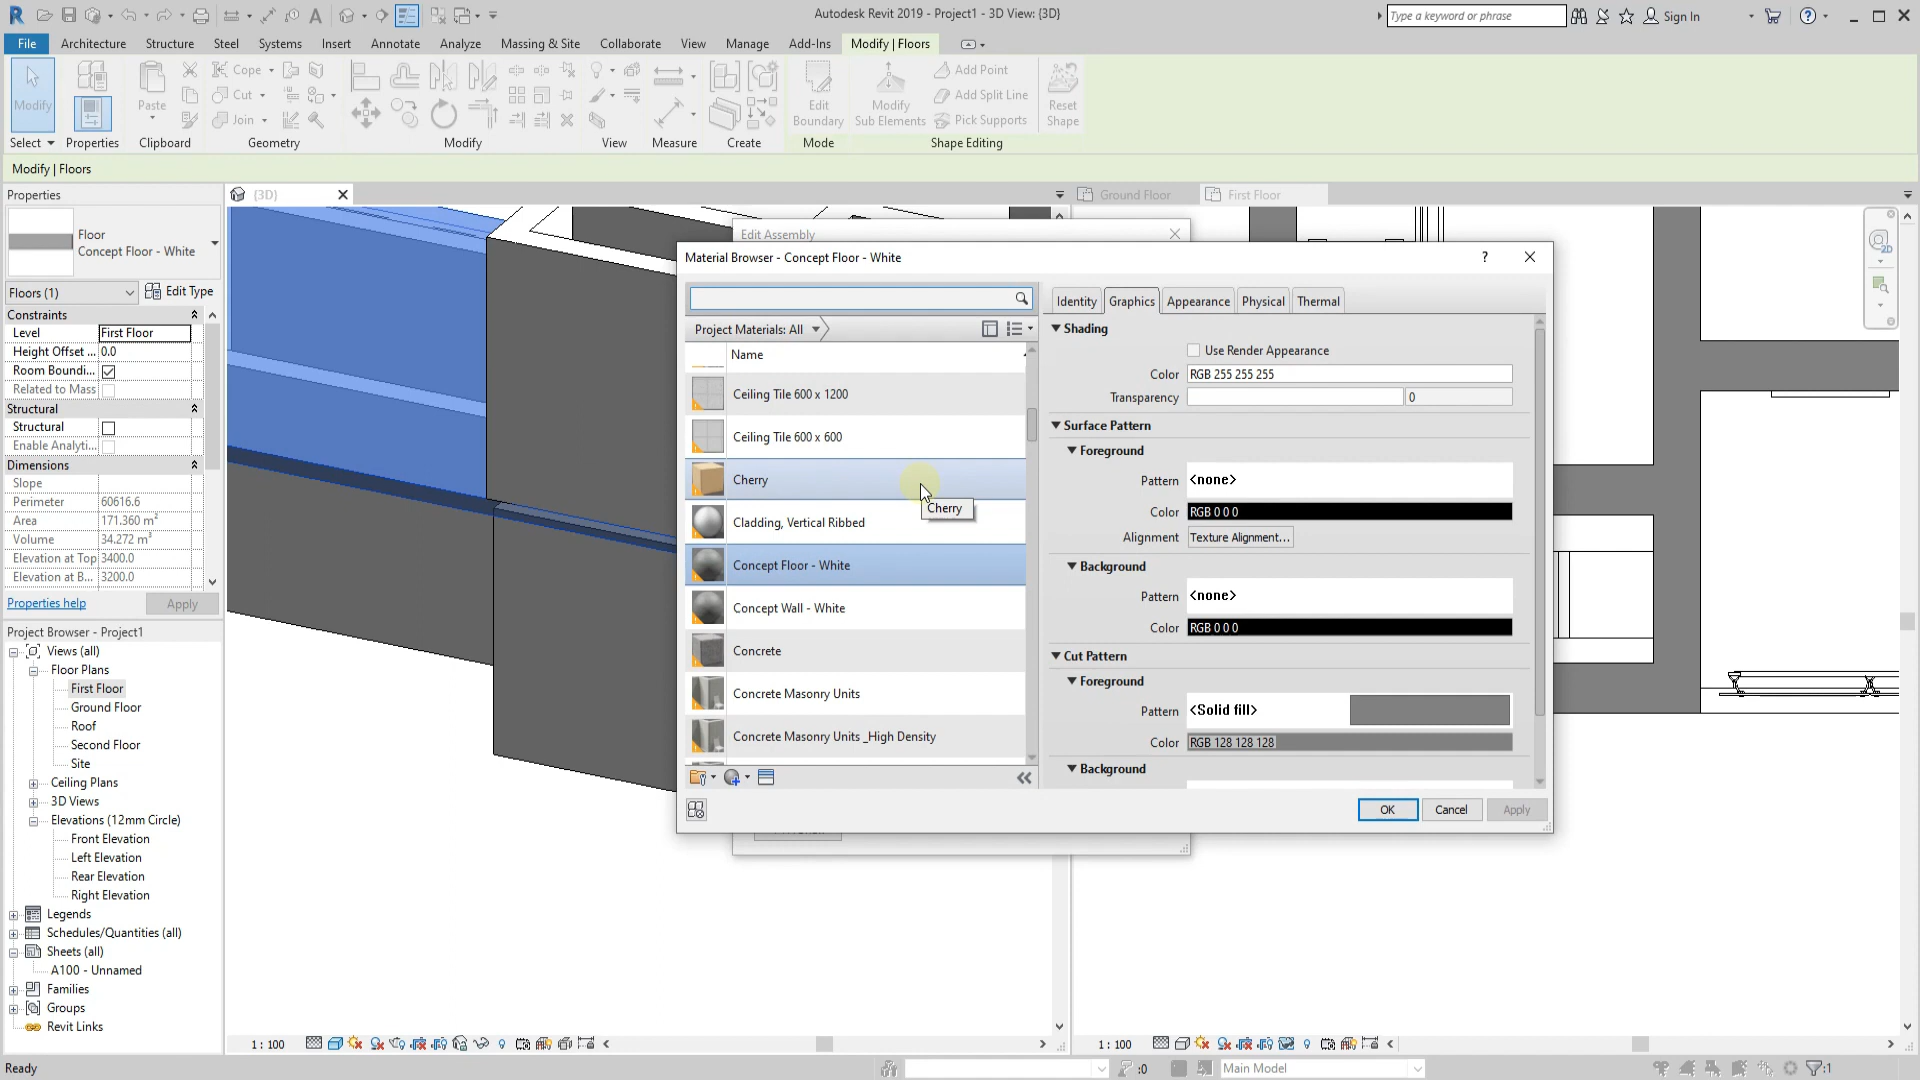 Autodesk Revit 2019 - Project1 - 3D View: {3D}
Type a keyword or phrase
Sign In
File
Architecture
Structure
Steel
Systems
Insert
Annotate
Analyze
Massing & Site
Collaborate
View
Manage
Add-Ins
Modify | Floors
Modify
Paste
Cope
Cut
Join
Edit
Boundary
Modify
Sub Elements
Add Point
Add Split Line
Pick Supports
Reset
Shape
Select
Properties
Clipboard
Geometry
Modify
View
Measure
Create
Mode
Shape Editing
Modify | Floors
Properties
Floor
Concept Floor - White
Floors (1)
Edit Type
Constraints
Level
First Floor
Height Offset ...
0.0
Room Boundi...
Related to Mass
Structural
Structural
Enable Analyti...
Dimensions
Slope
Perimeter
60616.6
Area
171.360 m²
Volume
34.272 m³
Elevation at Top
3400.0
Elevation at B...
3200.0
Properties help
Apply
Project Browser - Project1
Views (all)
Floor Plans
First Floor
Ground Floor
Roof
Second Floor
Site
Ceiling Plans
3D Views
Elevations (12mm Circle)
Front Elevation
Left Elevation
Rear Elevation
Right Elevation
Legends
Schedules/Quantities (all)
Sheets (all)
A100 - Unnamed
Families
Groups
Revit Links
{3D}
Ground Floor
First Floor
2D
Edit Assembly
Material Browser - Concept Floor - White
?
Project Materials: All
Name
Ceiling Tile 600 x 1200
Ceiling Tile 600 x 600
Cherry
Cherry
Cladding, Vertical Ribbed
Concept Floor - White
Concept Wall - White
Concrete
Concrete Masonry Units
Concrete Masonry Units _High Density
Identity
Graphics
Appearance
Physical
Thermal
Shading
Use Render Appearance
Color
RGB 255 255 255
Transparency
0
Surface Pattern
Foreground
Pattern
<none>
Color
RGB 0 0 0
Alignment
Texture Alignment...
Background
Pattern
<none>
Color
RGB 0 0 0
Cut Pattern
Foreground
Pattern
<Solid fill>
Color
RGB 128 128 128
Background
OK
Cancel
Apply
1 : 100
1 : 100
Ready
:0
Main Model
:1